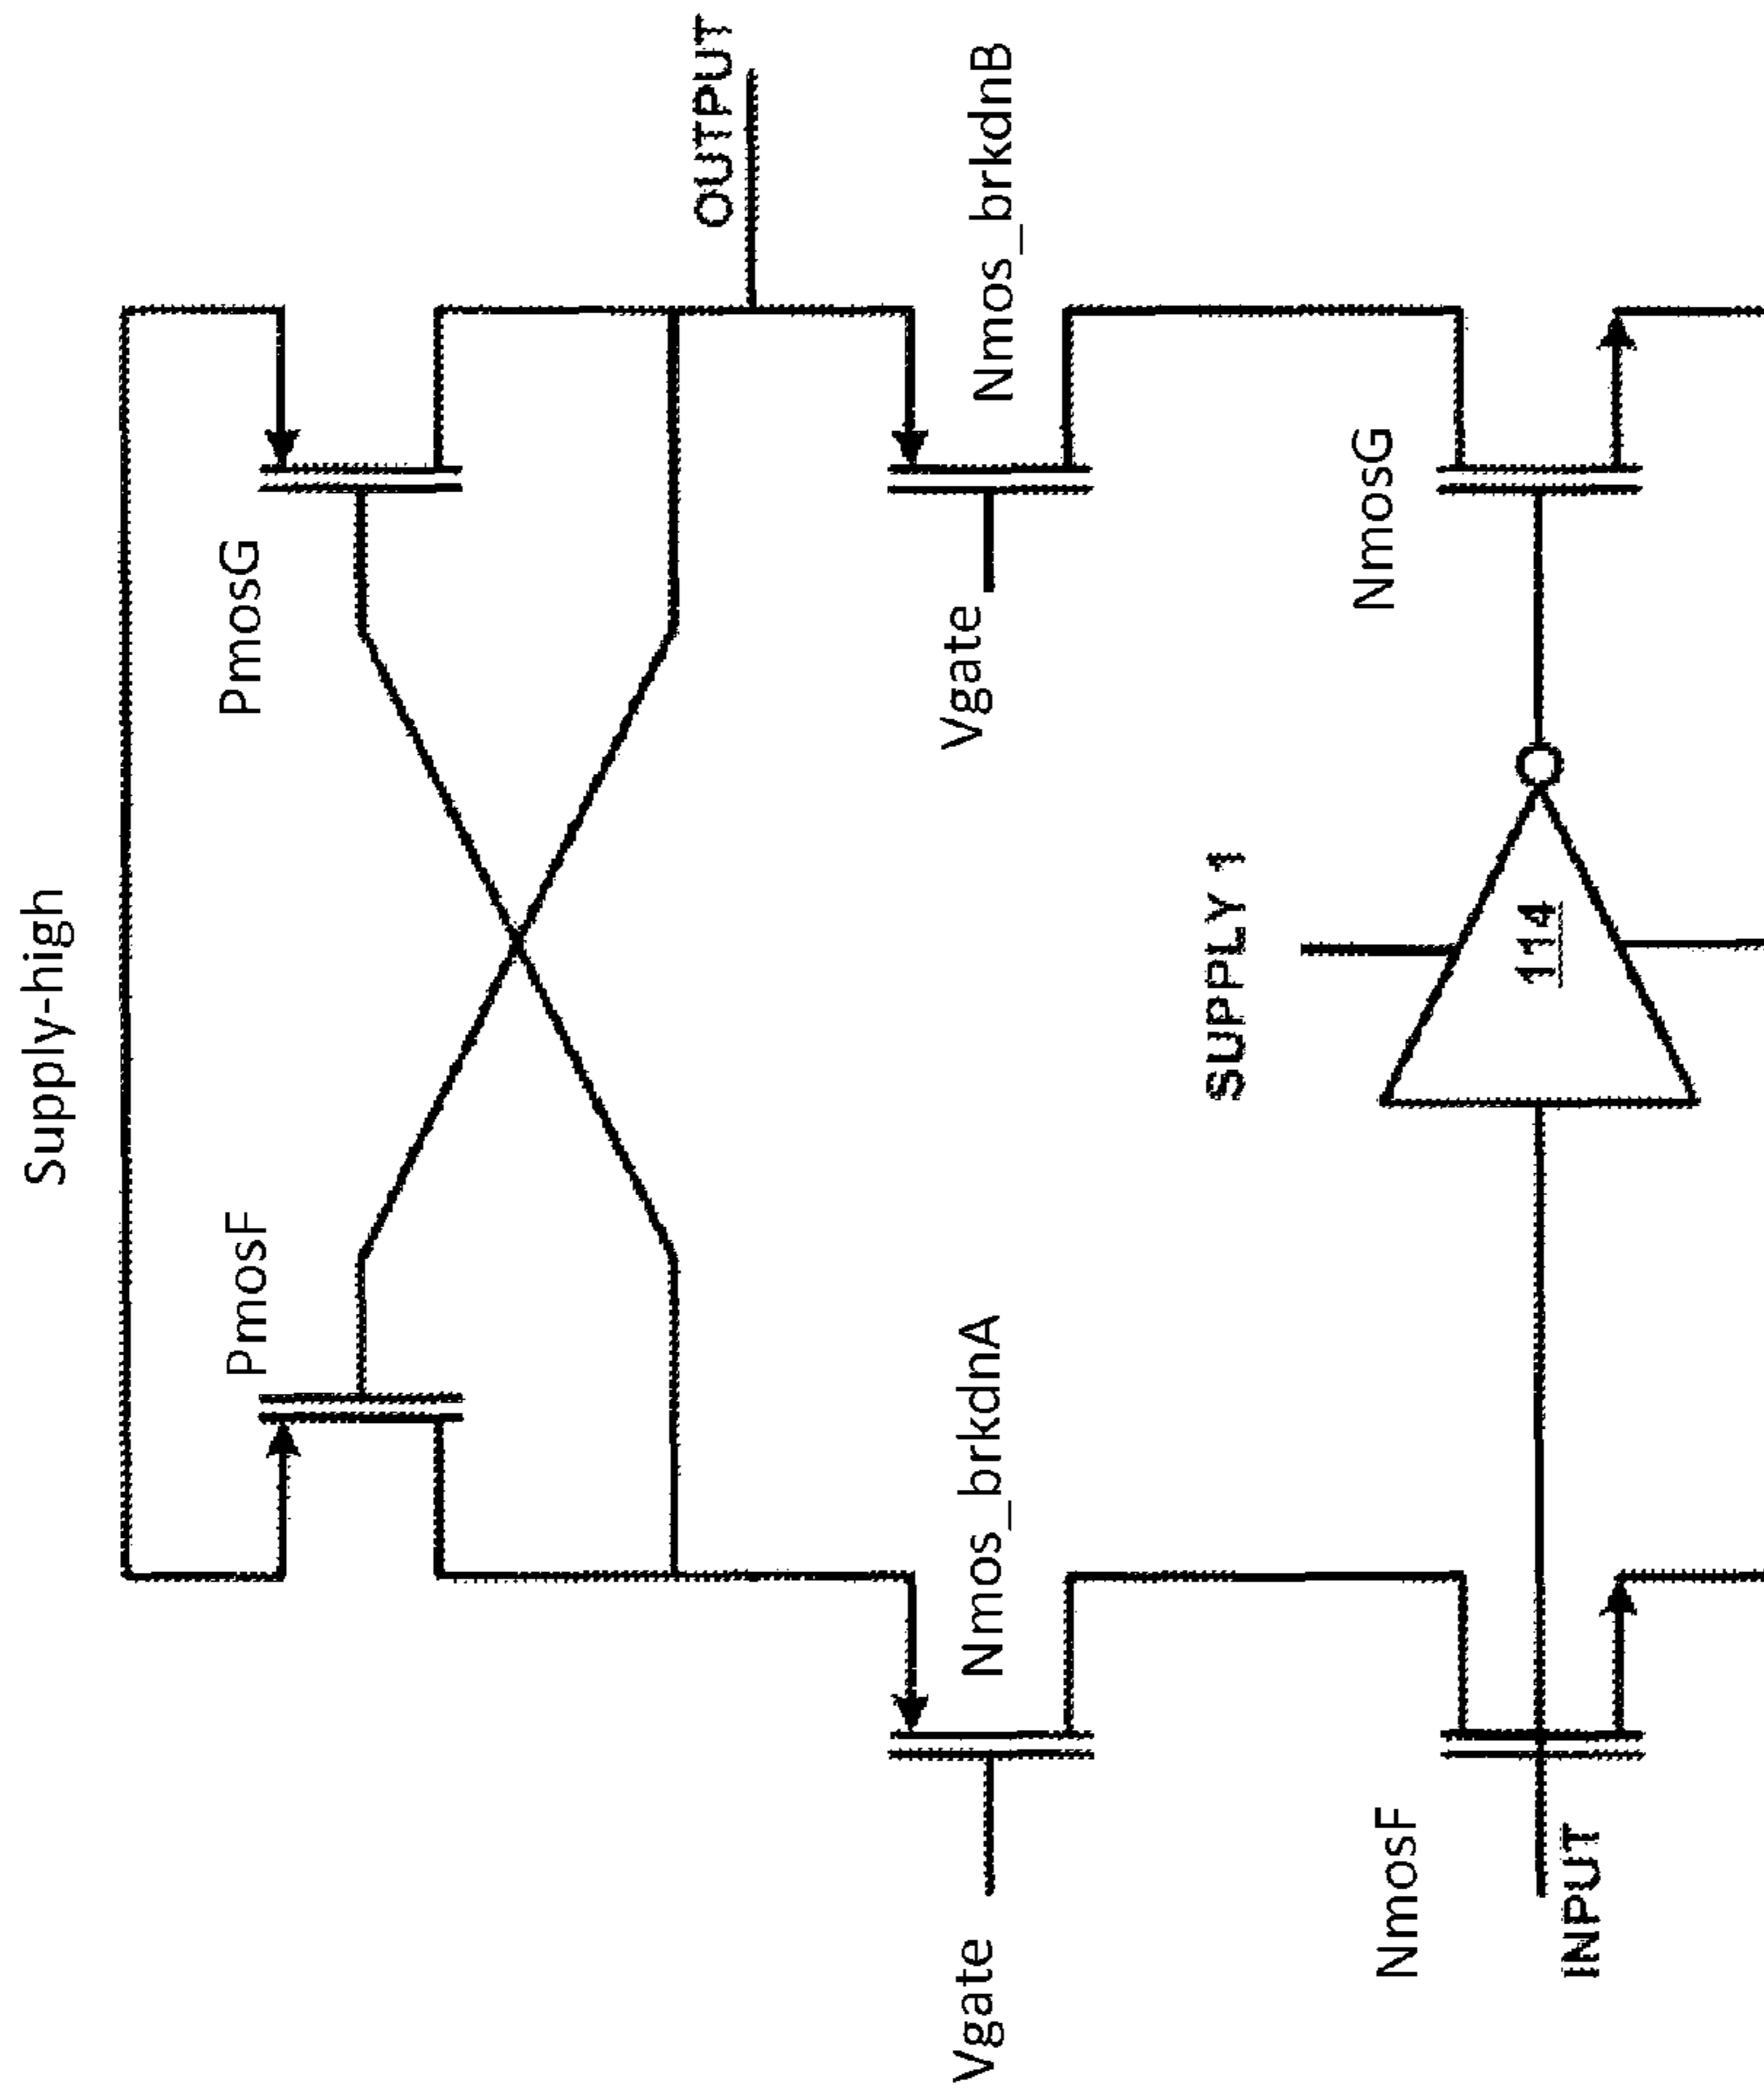 Supply-high
PmosF
PmosG
OUTPUT
Vgate
Nmos_brkdnA
Vgate
Nmos_brkdnB
SUPPLY 1
NmosF
NmosG
114
INPUT